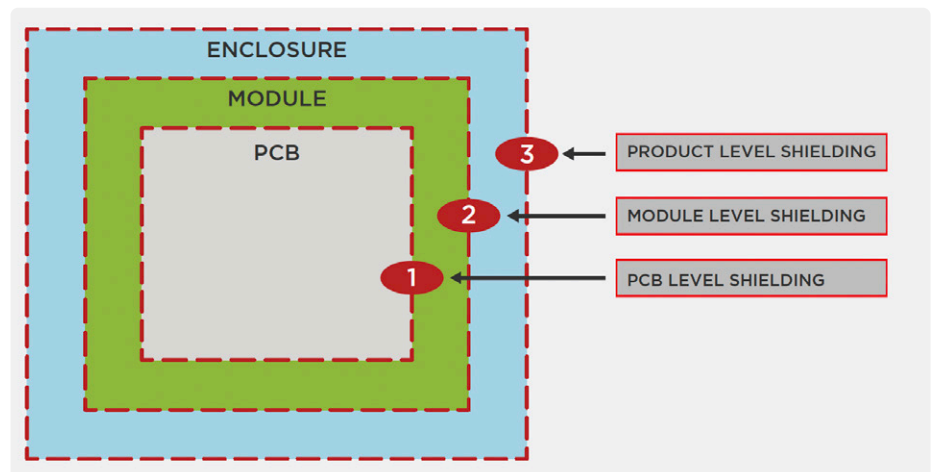 ENCLOSURE
MODULE
PCB
3
PRODUCT LEVEL SHIELDING
2
MODULE LEVEL SHIELDING
1
PCB LEVEL SHIELDING